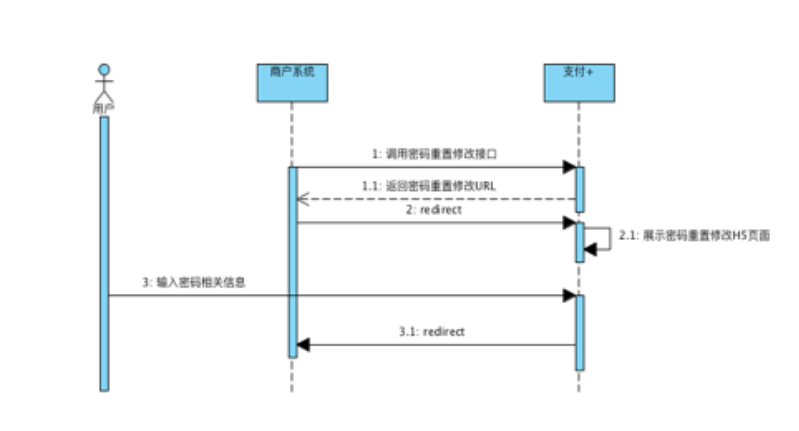 商户系统
支付+
用户
1: 调用密码重置修改接口
1.1: 返回密码重置修改URL
2: redirect
2.1: 展示密码重置修改H5页面
3: 输入密码相关信息
3.1: redirect